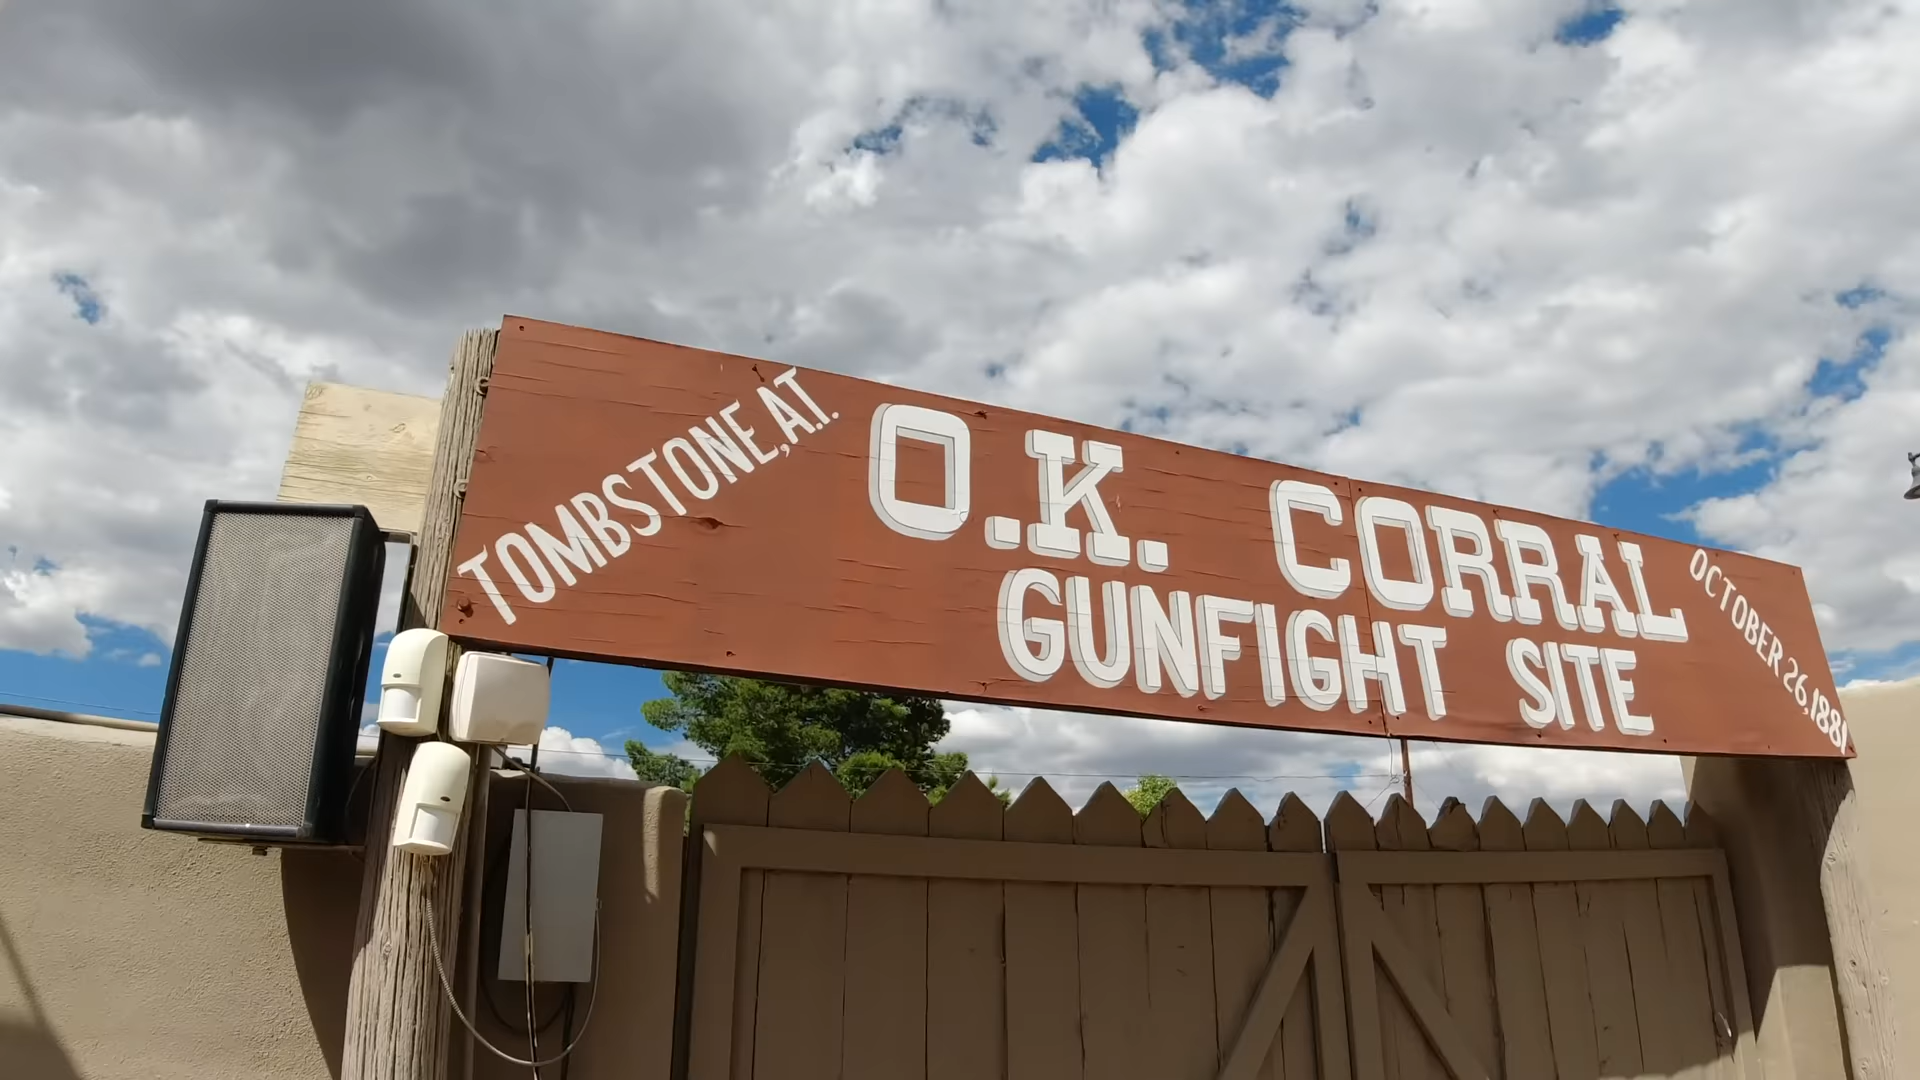 TOMBSTONE, A.T.
O.K. CORRAL
GUNFIGHT SITE
OCTOBER 26, 1881